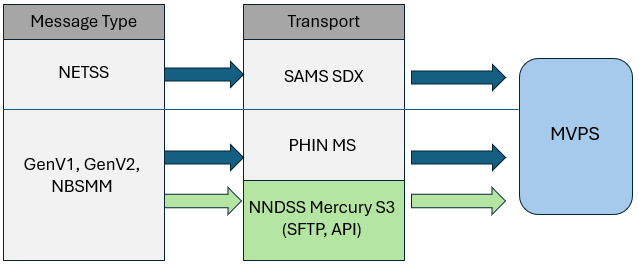 Message Type
Transport
NETSS
SAMS SDX
MVPS
GenV1, GenV2,
NBSMM
PHIN MS
NNDSS Mercury S3
(SFTP, API)